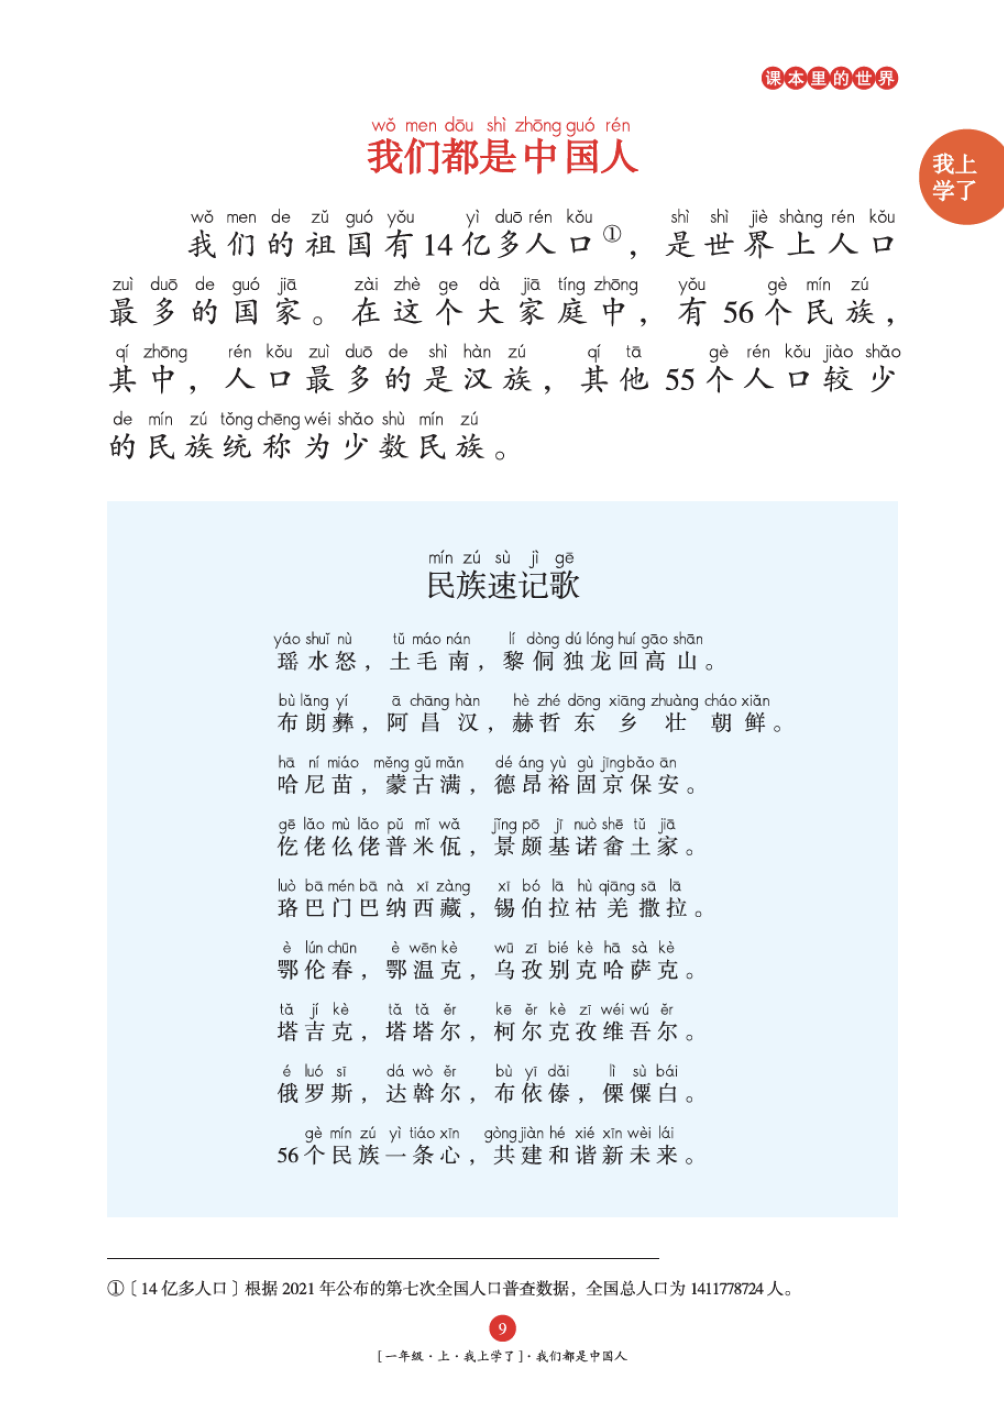 课本里的世界
我上
学了
wǒ men dōu shì zhōng guó rén
我们都是中国人
wǒ men de zǔ guó yǒu yì duō rén kǒu shì shì jiè shàng rén kǒu
我们的祖国有14亿多人口①，是世界上人口
zuì duō de guó jiā zài zhè ge dà jiā tíng zhōng yǒu gè mín zú
最多的国家。在这个大家庭中，有56个民族，
qí zhōng rén kǒu zuì duō de shì hàn zú qí tā gè rén kǒu jiào shǎo
其中，人口最多的是汉族，其他55个人口较少
de mín zú tǒng chēng wéi shǎo shù mín zú
的民族统称为少数民族。
mín zú sù jì gē
民族速记歌
yáo shuǐ nù tǔ máo nán lí dòng dú lóng huí gāo shān
瑶水怒，土毛南，黎侗独龙回高山。
bù lǎng yí ā chāng hàn hè zhé dōng xiāng zhuàng cháo xiǎn
布朗彝，阿昌汉，赫哲东乡壮朝鲜。
hā ní miáo měng gǔ mǎn dé áng yù gù jīng bǎo ān
哈尼苗，蒙古满，德昂裕固京保安。
gē lǎo mù lǎo pǔ mǐ wǎ jǐng pō jī nuò shē tǔ jiā
仡佬仫佬普米佤，景颇基诺畲土家。
luò bā mén bā nà xī zàng xī bó lā hù qiāng sā lā
珞巴门巴纳西藏，锡伯拉祜羌撒拉。
è lún chūn è wēn kè wū zī bié kè hā sà kè
鄂伦春，鄂温克，乌孜别克哈萨克。
tǎ jí kè tǎ tǎ ěr kē ěr kè zī wéi wú ěr
塔吉克，塔塔尔，柯尔克孜维吾尔。
é luó sī dá wò ěr bù yī dǎi lì sù bái
俄罗斯，达斡尔，布依傣，傈僳白。
gè mín zú yì tiáo xīn gòng jiàn hé xié xīn wèi lái
56个民族一条心，共建和谐新未来。
①〔14亿多人口〕根据2021年公布的第七次全国人口普查数据，全国总人口为1411778724人。
9
[一年级·上·我上学了]·我们都是中国人